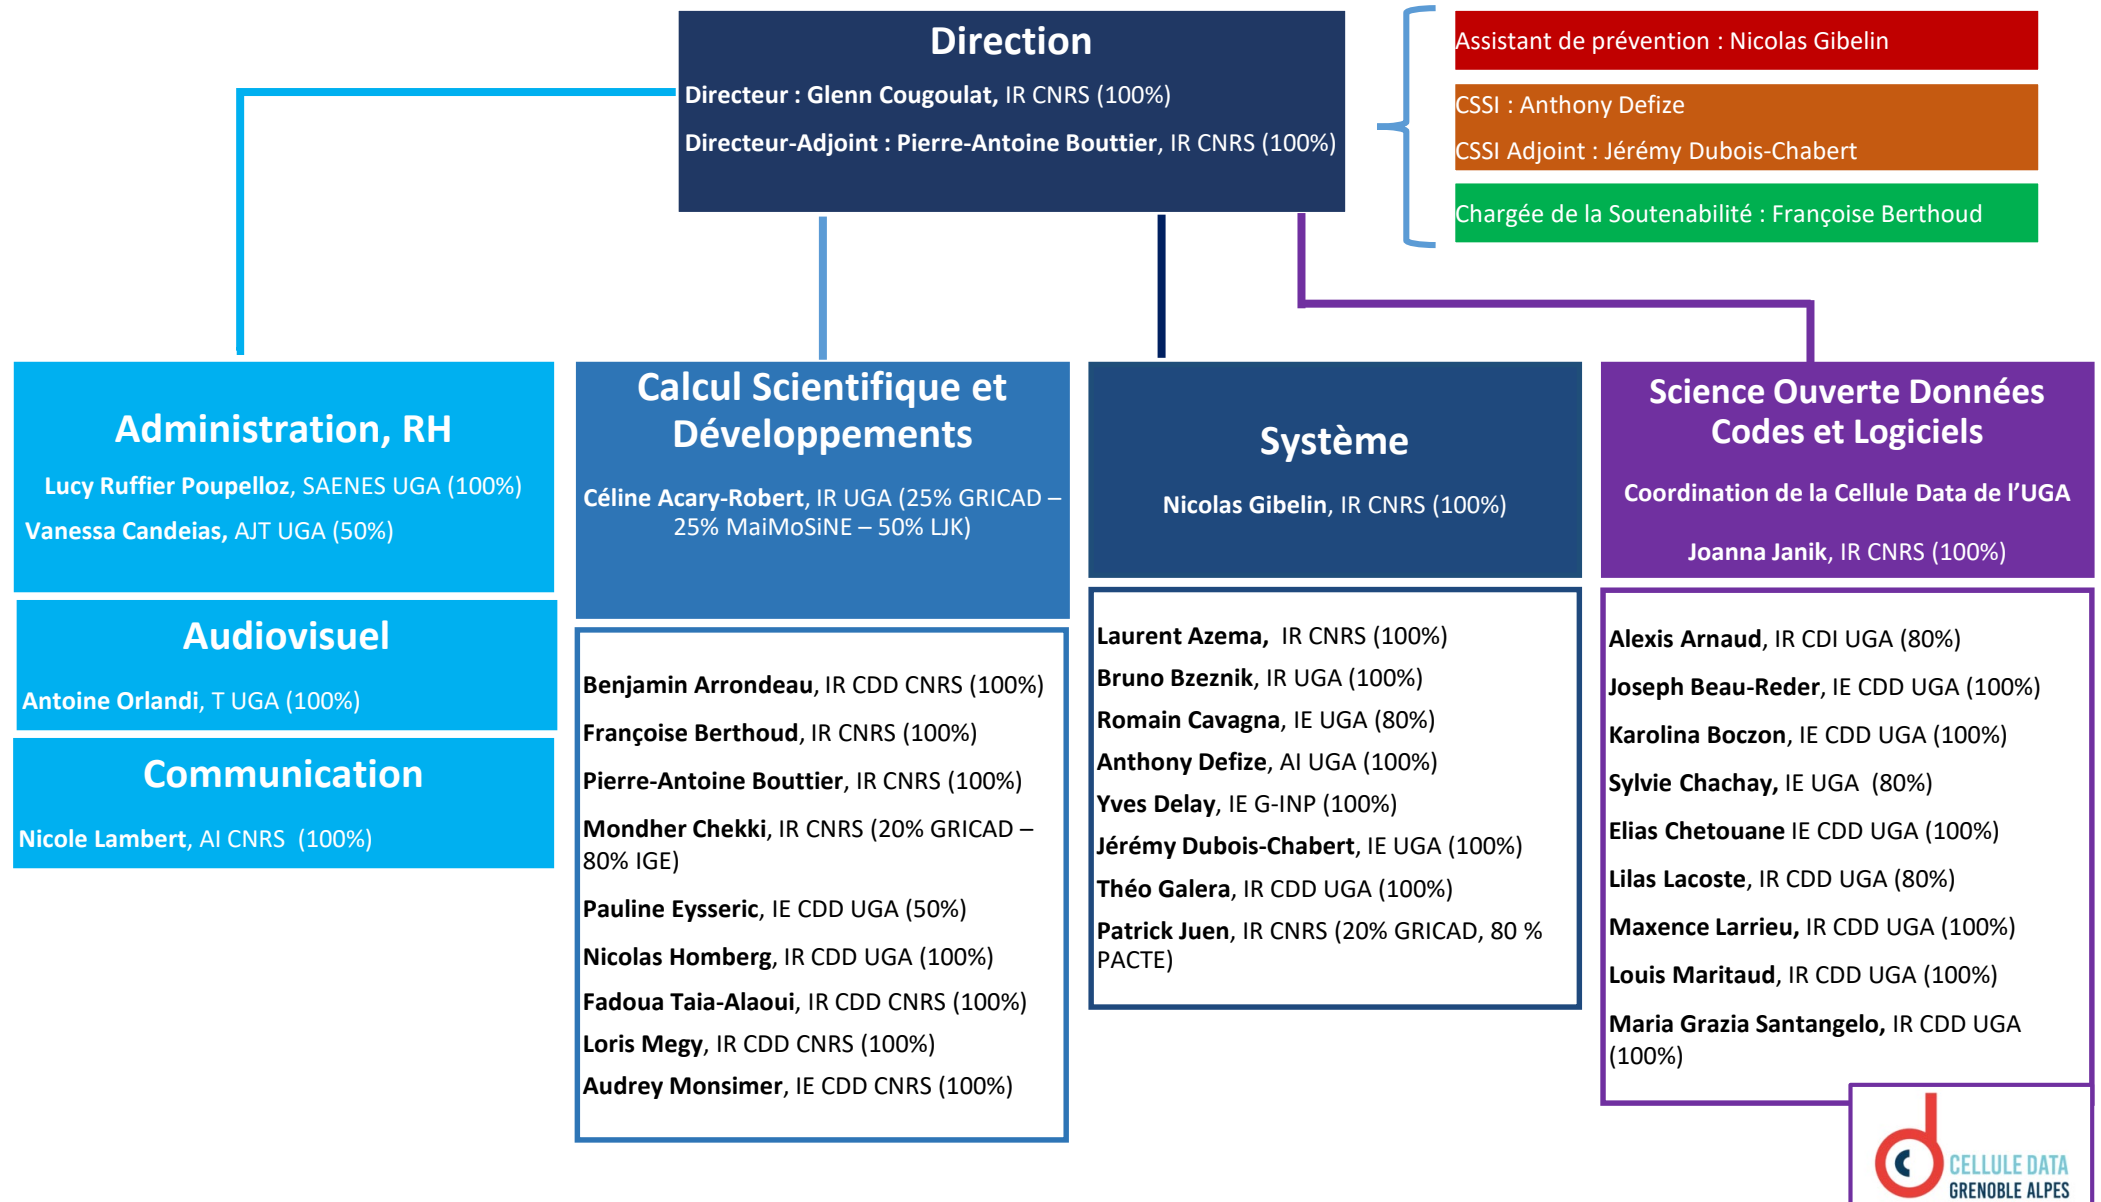 Direction
Directeur : Glenn Cougoulat, IR CNRS (100%)
Directeur-Adjoint : Pierre-Antoine Bouttier, IR CNRS (100%)
Assistant de prévention : Nicolas Gibelin
CSSI : Anthony Defize
CSSI Adjoint : Jérémy Dubois-Chabert
Chargée de la Soutenabilité : Françoise Berthoud
Administration, RH
Lucy Ruffier Poupelloz, SAENES UGA (100%)
Vanessa Candeias, AJT UGA (50%)
Audiovisuel
Antoine Orlandi, T UGA (100%)
Communication
Nicole Lambert, AI CNRS (100%)
Calcul Scientifique et
Développements
Céline Acary-Robert, IR UGA (25% GRICAD –
25% MaiMoSiNE – 50% LJK)
Benjamin Arrondeau, IR CDD CNRS (100%)
Françoise Berthoud, IR CNRS (100%)
Pierre-Antoine Bouttier, IR CNRS (100%)
Mondher Chekki, IR CNRS (20% GRICAD –
80% IGE)
Pauline Eysseric, IE CDD UGA (50%)
Nicolas Homberg, IR CDD UGA (100%)
Fadoua Taia-Alaoui, IR CDD CNRS (100%)
Loris Megy, IR CDD CNRS (100%)
Audrey Monsimer, IE CDD CNRS (100%)
Système
Nicolas Gibelin, IR CNRS (100%)
Laurent Azema, IR CNRS (100%)
Bruno Bzeznik, IR UGA (100%)
Romain Cavagna, IE UGA (80%)
Anthony Defize, AI UGA (100%)
Yves Delay, IE G-INP (100%)
Jérémy Dubois-Chabert, IE UGA (100%)
Théo Galera, IR CDD UGA (100%)
Patrick Juen, IR CNRS (20% GRICAD, 80 %
PACTE)
Science Ouverte Données
Codes et Logiciels
Coordination de la Cellule Data de l’UGA
Joanna Janik, IR CNRS (100%)
Alexis Arnaud, IR CDI UGA (80%)
Joseph Beau-Reder, IE CDD UGA (100%)
Karolina Boczon, IE CDD UGA (100%)
Sylvie Chachay, IE UGA (80%)
Elias Chetouane IE CDD UGA (100%)
Lilas Lacoste, IR CDD UGA (80%)
Maxence Larrieu, IR CDD UGA (100%)
Louis Maritaud, IR CDD UGA (100%)
Maria Grazia Santangelo, IR CDD UGA
(100%)
CELLULE DATA
GRENOBLE ALPES